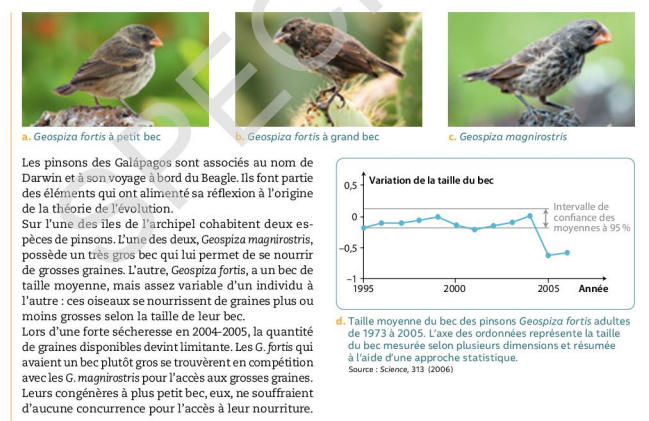 SPECI
a. Geospiza fortis à petit bec
b. Geospiza fortis à grand bec
c. Geospiza magnirostris
Les pinsons des Galápagos sont associés au nom de
Darwin et à son voyage à bord du Beagle. Ils font partie
des éléments qui ont alimenté sa réflexion à l'origine
de la théorie de l'évolution.
Sur l'une des îles de l'archipel cohabitent deux es-
pèces de pinsons. L'une des deux, Geospiza magnirostris,
possède un très gros bec qui lui permet de se nourrir
de grosses graines. L'autre, Geospiza fortis, a un bec de
taille moyenne, mais assez variable d'un individu à
l'autre : ces oiseaux se nourrissent de graines plus ou
moins grosses selon la taille de leur bec.
Lors d'une forte sécheresse en 2004-2005, la quantité
de graines disponibles devint limitante. Les G. fortis qui
avaient un bec plutôt gros se trouvèrent en compétition
avec les G. magnirostris pour l'accès aux grosses graines.
Leurs congénères à plus petit bec, eux, ne souffraient
d'aucune concurrence pour l'accès à leur nourriture.
Variation de la taille du bec
0,5
0
-0,5
-1
Intervalle de
confiance des
moyennes à 95 %
1995
2000
2005
Année
d. Taille moyenne du bec des pinsons Geospiza fortis adultes
de 1973 à 2005. L'axe des ordonnées représente la taille
du bec mesurée selon plusieurs dimensions et résumée
à l'aide d'une approche statistique.
Source : Science, 313 (2006)